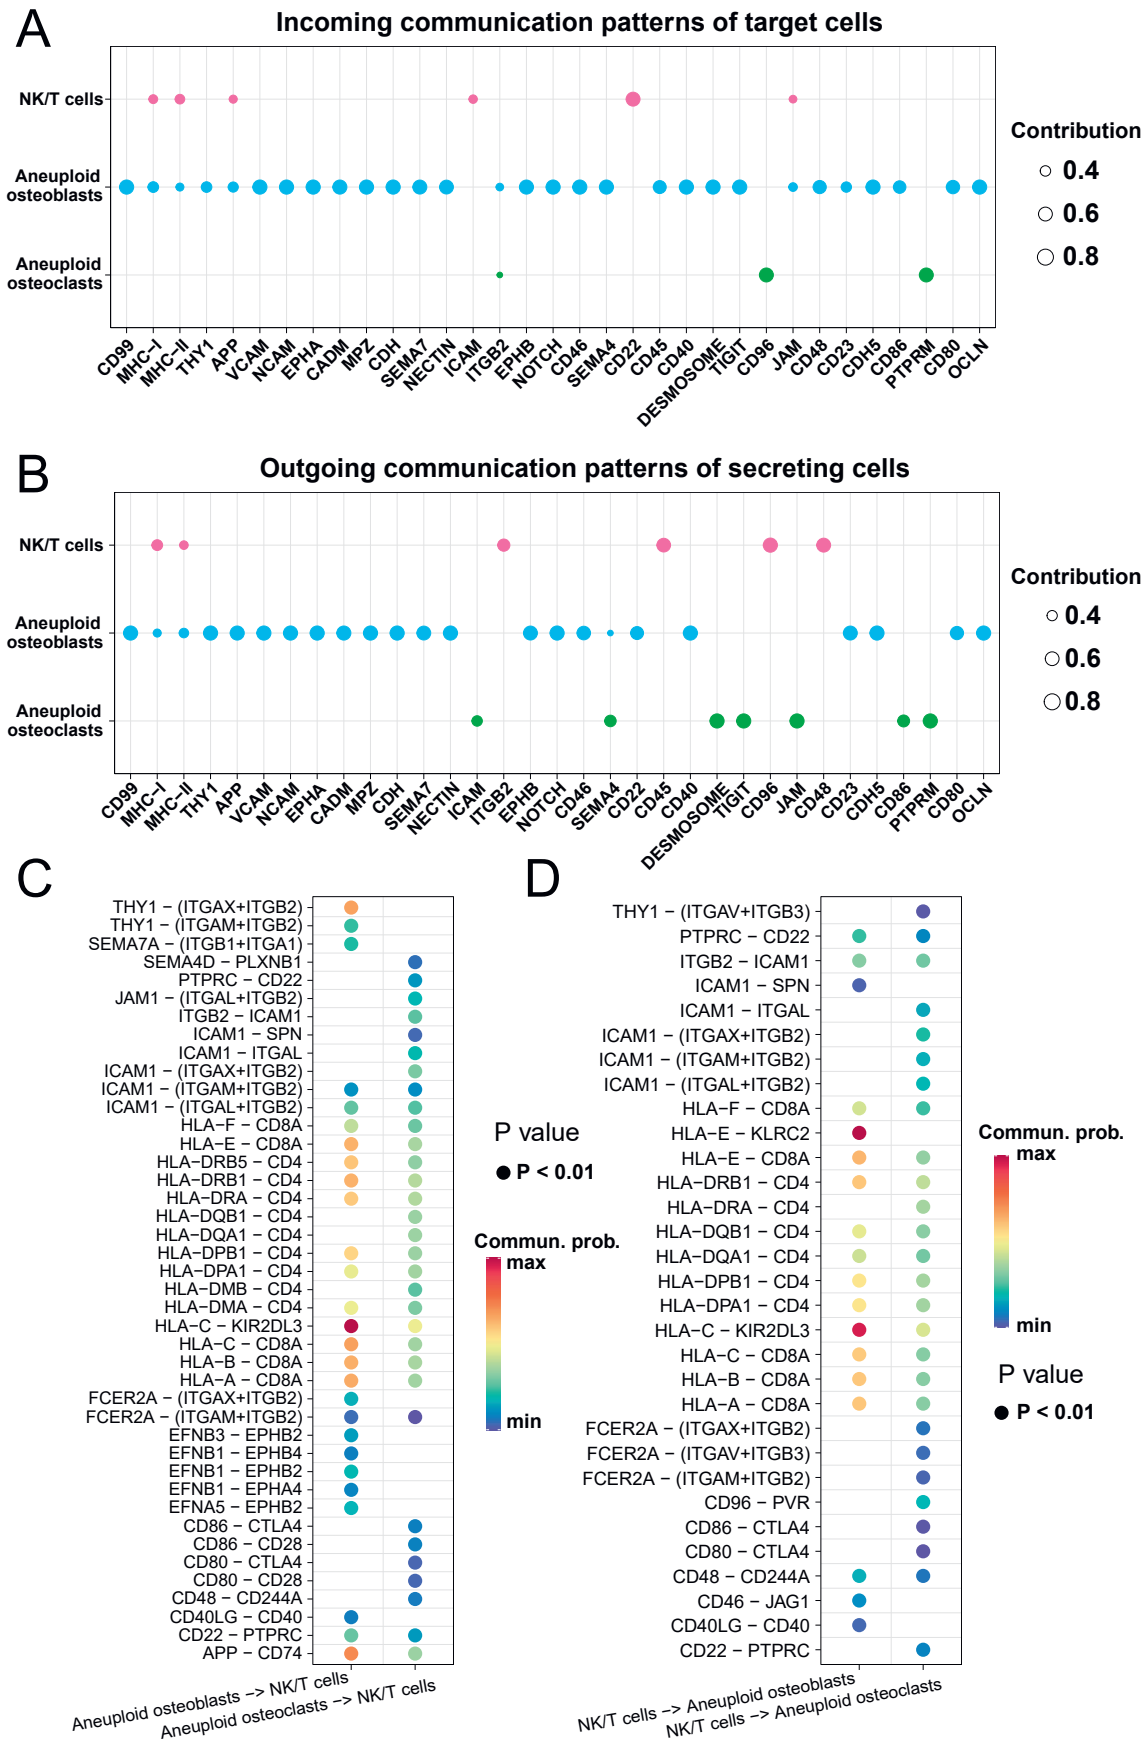 A
Incoming communication patterns of target cells
NK/T cells
Aneuploid
osteoblasts
Aneuploid
osteoclasts
Contribution
0.4
0.6
0.8
CD99
MHC−I
MHC−II
THY1
APP
VCAM
NCAM
EPHA
CADM
MPZ
CDH
SEMA7
NECTIN
ICAM
ITGB2
EPHB
NOTCH
CD46
SEMA4
CD22
CD45
CD40
DESMOSOME
TIGIT
CD96
JAM
CD48
CD23
CDH5
CD86
PTPRM
CD80
OCLN
B
Outgoing communication patterns of secreting cells
NK/T cells
Aneuploid
osteoblasts
Aneuploid
osteoclasts
Contribution
0.4
0.6
0.8
CD99
MHC−I
MHC−II
THY1
APP
VCAM
NCAM
EPHA
CADM
MPZ
CDH
SEMA7
NECTIN
ICAM
ITGB2
EPHB
NOTCH
CD46
SEMA4
CD22
CD45
CD40
DESMOSOME
TIGIT
CD96
JAM
CD48
CD23
CDH5
CD86
PTPRM
CD80
OCLN
C
THY1 − (ITGAX+ITGB2)
THY1 − (ITGAM+ITGB2)
SEMA7A − (ITGB1+ITGA1)
SEMA4D − PLXNB1
PTPRC − CD22
JAM1 − (ITGAL+ITGB2)
ITGB2 − ICAM1
ICAM1 − SPN
ICAM1 − ITGAL
ICAM1 − (ITGAX+ITGB2)
ICAM1 − (ITGAM+ITGB2)
ICAM1 − (ITGAL+ITGB2)
HLA−F − CD8A
HLA−E − CD8A
HLA−DRB5 − CD4
HLA−DRB1 − CD4
HLA−DRA − CD4
HLA−DQB1 − CD4
HLA−DQA1 − CD4
HLA−DPB1 − CD4
HLA−DPA1 − CD4
HLA−DMB − CD4
HLA−DMA − CD4
HLA−C − KIR2DL3
HLA−C − CD8A
HLA−B − CD8A
HLA−A − CD8A
FCER2A − (ITGAX+ITGB2)
FCER2A − (ITGAM+ITGB2)
EFNB3 − EPHB2
EFNB1 − EPHB4
EFNB1 − EPHB2
EFNB1 − EPHA4
EFNA5 − EPHB2
CD86 − CTLA4
CD86 − CD28
CD80 − CTLA4
CD80 − CD28
CD48 − CD244A
CD40LG − CD40
CD22 − PTPRC
APP − CD74
Aneuploid osteoblasts −> NK/T cells
Aneuploid osteoclasts −> NK/T cells
P value
P < 0.01
Commun. prob.
max
min
D
THY1 − (ITGAV+ITGB3)
PTPRC − CD22
ITGB2 − ICAM1
ICAM1 − SPN
ICAM1 − ITGAL
ICAM1 − (ITGAX+ITGB2)
ICAM1 − (ITGAM+ITGB2)
ICAM1 − (ITGAL+ITGB2)
HLA−F − CD8A
HLA−E − KLRC2
HLA−E − CD8A
HLA−DRB1 − CD4
HLA−DRA − CD4
HLA−DQB1 − CD4
HLA−DQA1 − CD4
HLA−DPB1 − CD4
HLA−DPA1 − CD4
HLA−C − KIR2DL3
HLA−C − CD8A
HLA−B − CD8A
HLA−A − CD8A
FCER2A − (ITGAX+ITGB2)
FCER2A − (ITGAV+ITGB3)
FCER2A − (ITGAM+ITGB2)
CD96 − PVR
CD86 − CTLA4
CD80 − CTLA4
CD48 − CD244A
CD46 − JAG1
CD40LG − CD40
CD22 − PTPRC
NK/T cells −> Aneuploid osteoblasts
NK/T cells −> Aneuploid osteoclasts
Commun. prob.
max
min
P value
P < 0.01